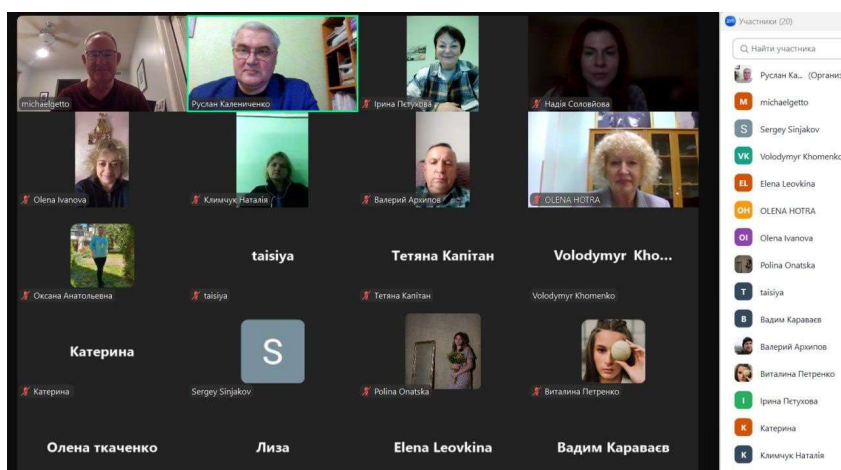 michaelgetto
Руслан Калениченко
Ірина Пєтухова
Надія Соловйова
Olena Ivanova
Климчук Наталія
Валерий Архипов
OLENA HOTRA
Оксана Анатольевна
taisiya
taisiya
Тетяна Капітан
Тетяна Капітан
Volodymyr Kho...
Volodymyr Khomenko
Катерина
Катерина
S
Sergey Sinjakov
Polina Onatska
Виталина Петренко
Олена ткаченко
Лиза
Elena Leovkina
Вадим Караваєв
Участники (20)
Найти участника
Руслан Ка... (Организ
M michaelgetto
S Sergey Sinjakov
VK Volodymyr Khomenko
EL Elena Leovkina
OH OLENA HOTRA
OI Olena Ivanova
Polina Onatska
T taisiya
В Вадим Караваєв
Валерий Архипов
Виталина Петренко
І Ірина Пєтухова
К Катерина
К Климчук Наталія